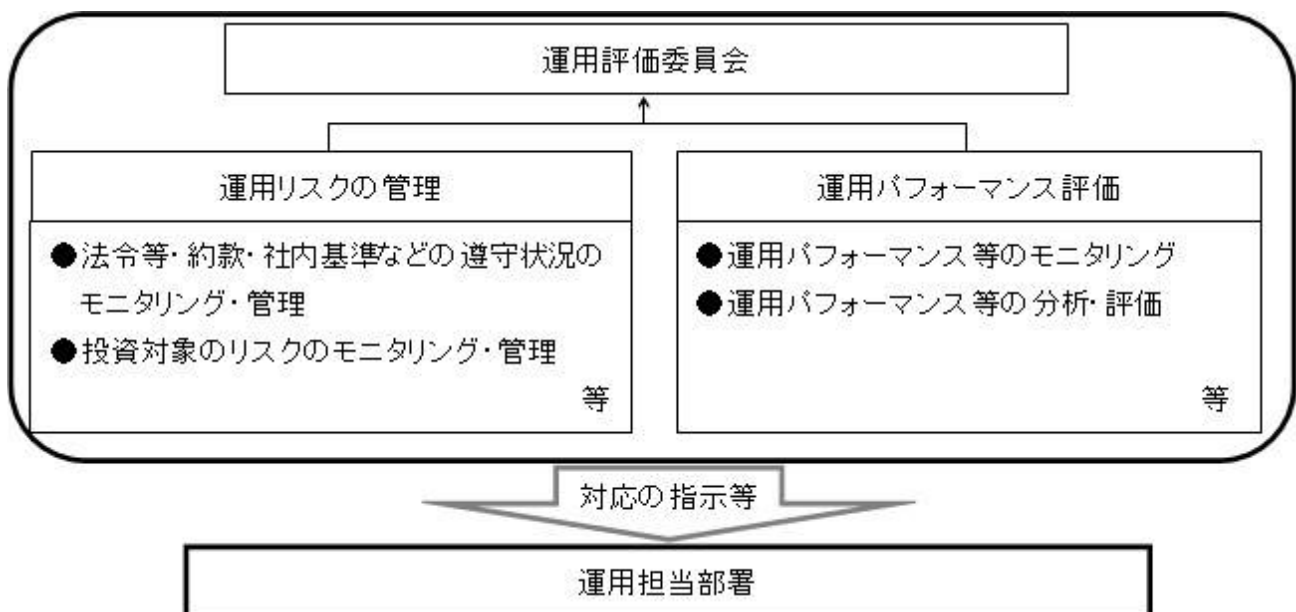 運用評価委員会
運用リスクの管理
●法令等・約款・社内基準などの遵守状況の
モニタリング・管理
●投資対象のリスクのモニタリング・管理
等
運用パフォーマンス評価
●運用パフォーマンス等のモニタリング
●運用パフォーマンス等の分析・評価
等
対応の指示等
運用担当部署